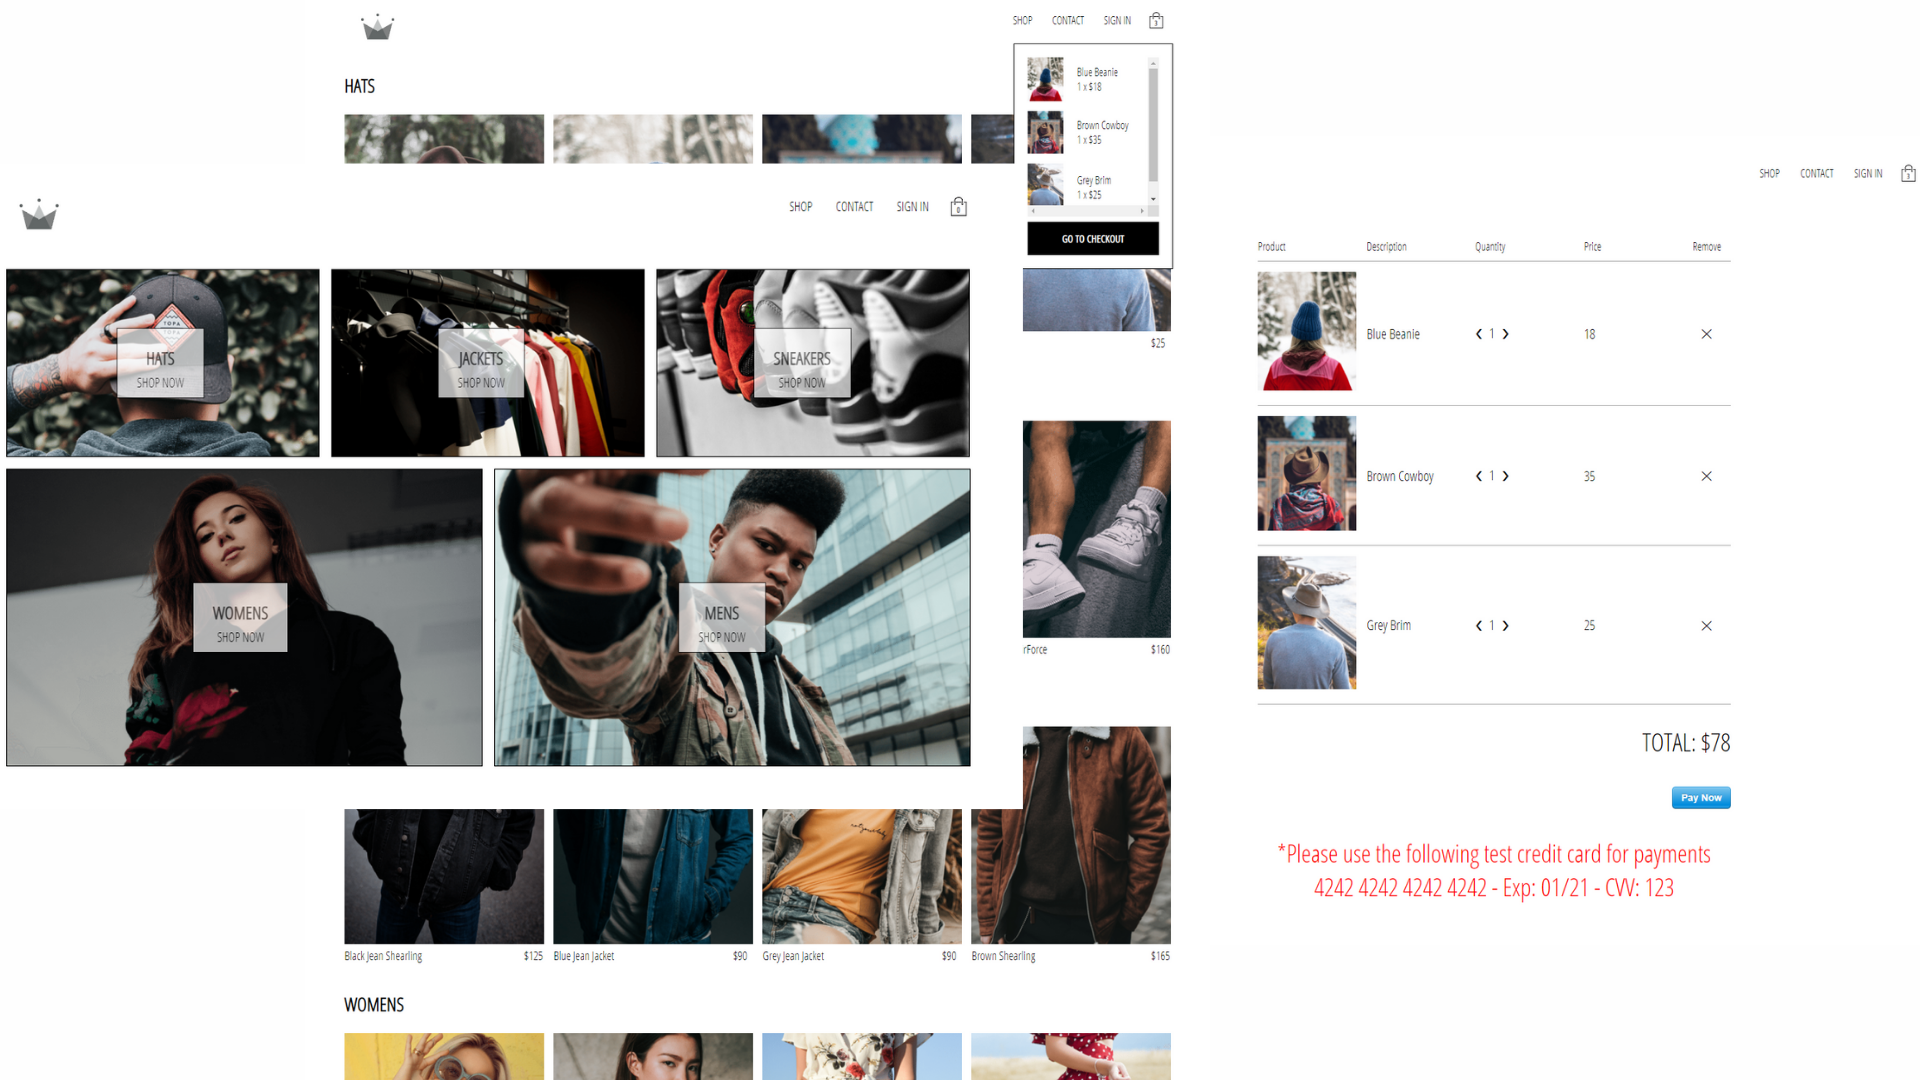 SHOP CONTACT SIGN IN 3
HATS
Blue Beanie
1 x $18
Brown Cowboy
1 x $35
Grey Brim
1 x $25
GO TO CHECKOUT
SHOP CONTACT SIGN IN 0
TOPA
HATS
SHOP NOW
JACKETS
SHOP NOW
SNEAKERS
SHOP NOW
WOMENS
SHOP NOW
MENS
SHOP NOW
$25
rForce $160
Black Jean Shearling $125 Blue Jean Jacket $90 Grey Jean Jacket $90 Brown Shearling $165
WOMENS
SHOP CONTACT SIGN IN 3
Product Description Quantity Price Remove
Blue Beanie ❮ 1 ❯ 18 ✕
Brown Cowboy ❮ 1 ❯ 35 ✕
Grey Brim ❮ 1 ❯ 25 ✕
TOTAL: $78
Pay Now
*Please use the following test credit card for payments
4242 4242 4242 4242 - Exp: 01/21 - CVV: 123